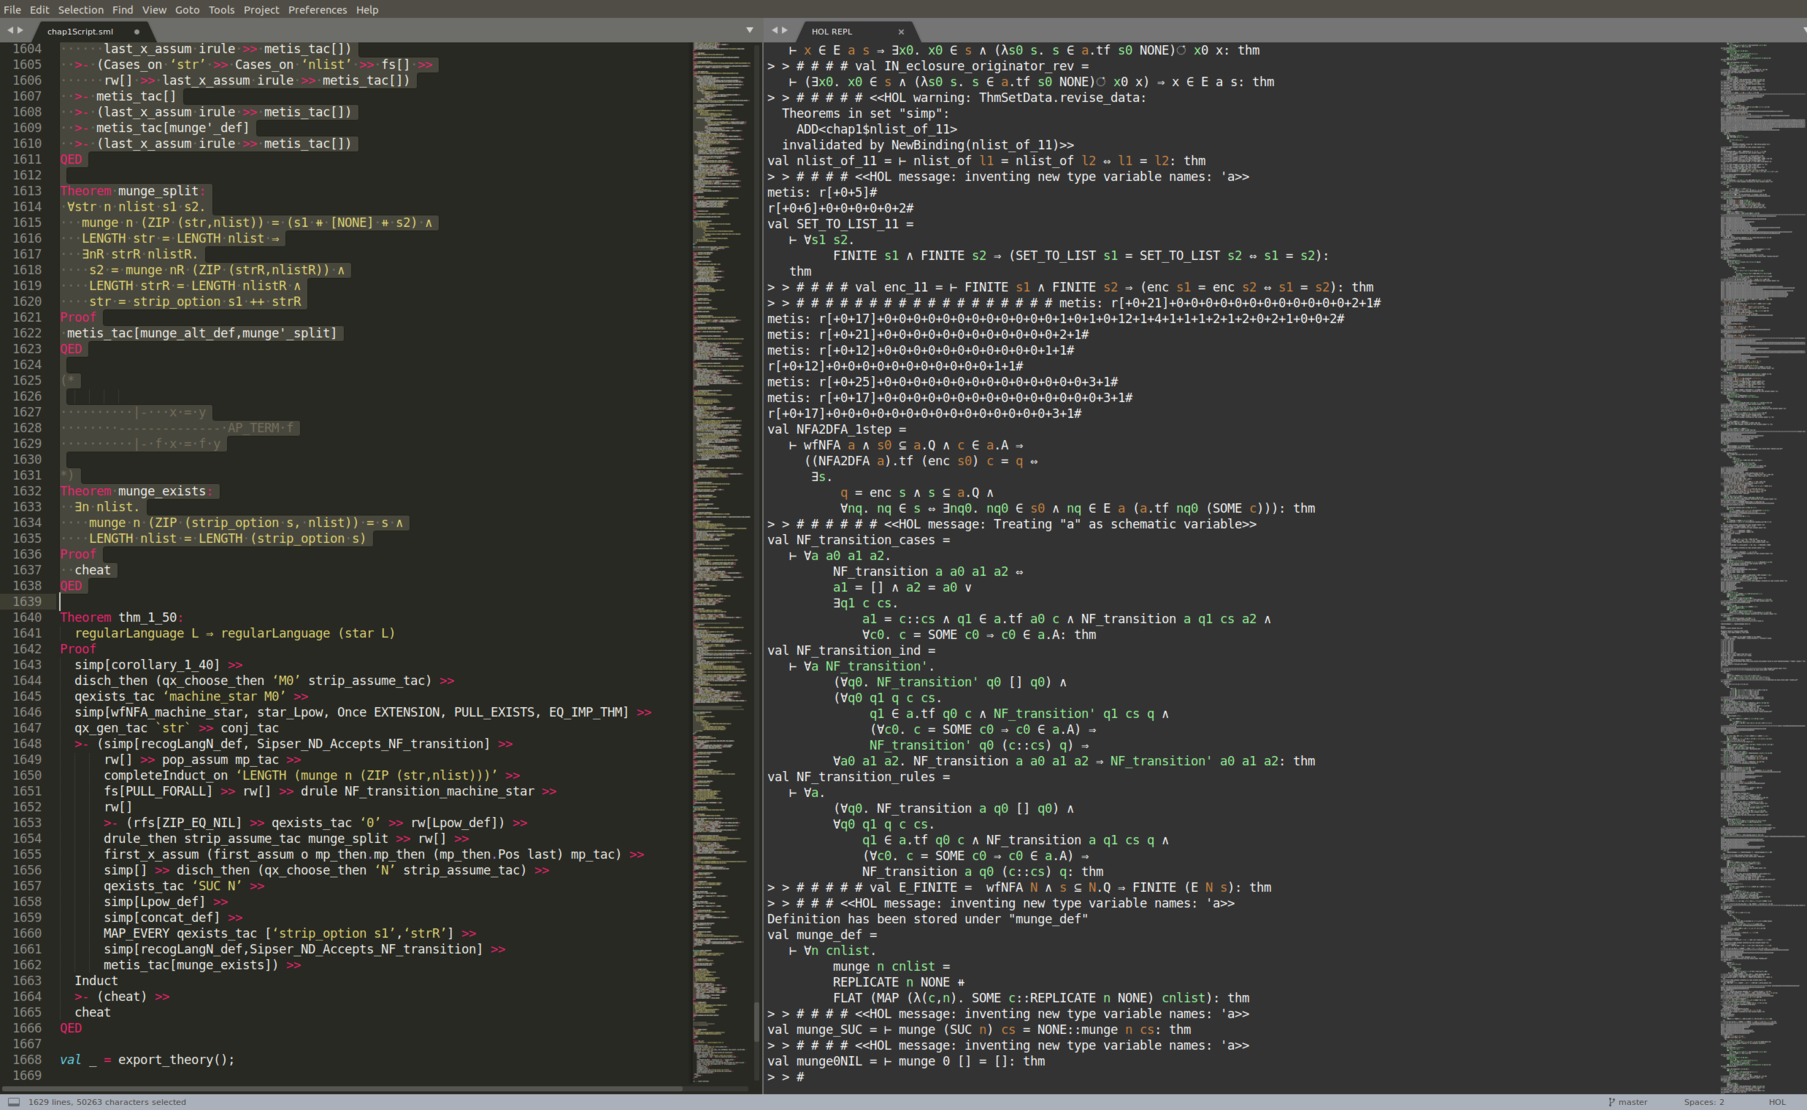 File Edit Selection Find View Goto Tools Project Preferences Help
chap1Script.sml
1604 last_x_assum irule >> metis_tac[])
1605 >- (Cases_on ‘str’ >> Cases_on ‘nlist’ >> fs[] >>
1606 rw[] >> last_x_assum irule >> metis_tac[])
1607 >- metis_tac[]
1608 >- (last_x_assum irule >> metis_tac[])
1609 >- metis_tac[munge'_def]
1610 >- (last_x_assum irule >> metis_tac[])
1611 QED
1612
1613 Theorem munge_split:
1614 ∀str n nlist s1 s2.
1615 munge n (ZIP (str,nlist)) = (s1 ⧺ [NONE] ⧺ s2) ∧
1616 LENGTH str = LENGTH nlist ⇒
1617 ∃nR strR nlistR.
1618 s2 = munge nR (ZIP (strR,nlistR)) ∧
1619 LENGTH strR = LENGTH nlistR ∧
1620 str = strip_option s1 ++ strR
1621 Proof
1622 metis_tac[munge_alt_def,munge'_split]
1623 QED
1624
1625 (*
1626
1627 |- x = y
1628 -------------- AP_TERM f
1629 |- f x = f y
1630
1631 *)
1632 Theorem munge_exists:
1633 ∃n nlist.
1634 munge n (ZIP (strip_option s, nlist)) = s ∧
1635 LENGTH nlist = LENGTH (strip_option s)
1636 Proof
1637 cheat
1638 QED
1639
1640 Theorem thm_1_50:
1641 regularLanguage L ⇒ regularLanguage (star L)
1642 Proof
1643 simp[corollary_1_40] >>
1644 disch_then (qx_choose_then ‘M0’ strip_assume_tac) >>
1645 qexists_tac ‘machine_star M0’ >>
1646 simp[wfNFA_machine_star, star_Lpow, Once EXTENSION, PULL_EXISTS, EQ_IMP_THM] >>
1647 qx_gen_tac `str` >> conj_tac
1648 >- (simp[recogLangN_def, Sipser_ND_Accepts_NF_transition] >>
1649 rw[] >> pop_assum mp_tac >>
1650 completeInduct_on ‘LENGTH (munge n (ZIP (str,nlist)))’ >>
1651 fs[PULL_FORALL] >> rw[] >> drule NF_transition_machine_star >>
1652 rw[]
1653 >- (rfs[ZIP_EQ_NIL] >> qexists_tac ‘0’ >> rw[Lpow_def]) >>
1654 drule_then strip_assume_tac munge_split >> rw[] >>
1655 first_x_assum (first_assum o mp_then.mp_then (mp_then.Pos last) mp_tac) >>
1656 simp[] >> disch_then (qx_choose_then ‘N’ strip_assume_tac) >>
1657 qexists_tac ‘SUC N’ >>
1658 simp[Lpow_def] >>
1659 simp[concat_def] >>
1660 MAP_EVERY qexists_tac [‘strip_option s1’,‘strR’] >>
1661 simp[recogLangN_def,Sipser_ND_Accepts_NF_transition] >>
1662 metis_tac[munge_exists]) >>
1663 Induct
1664 >- (cheat) >>
1665 cheat
1666 QED
1667
1668 val _ = export_theory();
1669
HOL REPL ×
⊢ x ∈ E a s ⇒ ∃x0. x0 ∈ s ∧ (λs0 s. s ∈ a.tf s0 NONE) x0 x: thm
> > # # # # val IN_eclosure_originator_rev =
⊢ (∃x0. x0 ∈ s ∧ (λs0 s. s ∈ a.tf s0 NONE) x0 x) ⇒ x ∈ E a s: thm
> > # # # # # <<HOL warning: ThmSetData.revise_data:
Theorems in set "simp":
ADD<chap1$nlist_of_11>
invalidated by NewBinding(nlist_of_11)>>
val nlist_of_11 = ⊢ nlist_of l1 = nlist_of l2 ⇔ l1 = l2: thm
> > # # # # <<HOL message: inventing new type variable names: 'a>>
metis: r[+0+5]#
r[+0+6]+0+0+0+0+0+2#
val SET_TO_LIST_11 =
⊢ ∀s1 s2.
FINITE s1 ∧ FINITE s2 ⇒ (SET_TO_LIST s1 = SET_TO_LIST s2 ⇔ s1 = s2):
thm
> > # # # # val enc_11 = ⊢ FINITE s1 ∧ FINITE s2 ⇒ (enc s1 = enc s2 ⇔ s1 = s2): thm
> > # # # # # # # # # # # # # # # # # # metis: r[+0+21]+0+0+0+0+0+0+0+0+0+0+0+0+2+1#
metis: r[+0+17]+0+0+0+0+0+0+0+0+0+0+0+0+1+0+1+0+12+1+4+1+1+1+2+1+2+0+2+1+0+0+2#
metis: r[+0+21]+0+0+0+0+0+0+0+0+0+0+0+0+2+1#
metis: r[+0+12]+0+0+0+0+0+0+0+0+0+0+0+1+1#
r[+0+12]+0+0+0+0+0+0+0+0+0+0+0+1+1#
metis: r[+0+25]+0+0+0+0+0+0+0+0+0+0+0+0+0+0+3+1#
metis: r[+0+17]+0+0+0+0+0+0+0+0+0+0+0+0+0+0+0+3+1#
r[+0+17]+0+0+0+0+0+0+0+0+0+0+0+0+0+0+0+3+1#
val NFA2DFA_1step =
⊢ wfNFA a ∧ s0 ⊆ a.Q ∧ c ∈ a.A ⇒
((NFA2DFA a).tf (enc s0) c = q ⇔
∃s.
q = enc s ∧ s ⊆ a.Q ∧
∀nq. nq ∈ s ⇔ ∃nq0. nq0 ∈ s0 ∧ nq ∈ E a (a.tf nq0 (SOME c))): thm
> > # # # # # # <<HOL message: Treating "a" as schematic variable>>
val NF_transition_cases =
⊢ ∀a a0 a1 a2.
NF_transition a a0 a1 a2 ⇔
a1 = [] ∧ a2 = a0 ∨
∃q1 c cs.
a1 = c::cs ∧ q1 ∈ a.tf a0 c ∧ NF_transition a q1 cs a2 ∧
∀c0. c = SOME c0 ⇒ c0 ∈ a.A: thm
val NF_transition_ind =
⊢ ∀a NF_transition'.
(∀q0. NF_transition' q0 [] q0) ∧
(∀q0 q1 q c cs.
q1 ∈ a.tf q0 c ∧ NF_transition' q1 cs q ∧
(∀c0. c = SOME c0 ⇒ c0 ∈ a.A) ⇒
NF_transition' q0 (c::cs) q) ⇒
∀a0 a1 a2. NF_transition a a0 a1 a2 ⇒ NF_transition' a0 a1 a2: thm
val NF_transition_rules =
⊢ ∀a.
(∀q0. NF_transition a q0 [] q0) ∧
∀q0 q1 q c cs.
q1 ∈ a.tf q0 c ∧ NF_transition a q1 cs q ∧
(∀c0. c = SOME c0 ⇒ c0 ∈ a.A) ⇒
NF_transition a q0 (c::cs) q: thm
> > # # # # # val E_FINITE = ⊢ wfNFA N ∧ s ⊆ N.Q ⇒ FINITE (E N s): thm
> > # # # <<HOL message: inventing new type variable names: 'a>>
Definition has been stored under "munge_def"
val munge_def =
⊢ ∀n cnlist.
munge n cnlist =
REPLICATE n NONE ⧺
FLAT (MAP (λ(c,n). SOME c::REPLICATE n NONE) cnlist): thm
> > # # # # <<HOL message: inventing new type variable names: 'a>>
val munge_SUC = ⊢ munge (SUC n) cs = NONE::munge n cs: thm
> > # # # # <<HOL message: inventing new type variable names: 'a>>
val munge0NIL = ⊢ munge 0 [] = []: thm
> > #
1629 lines, 50263 characters selected
master Spaces: 2 HOL